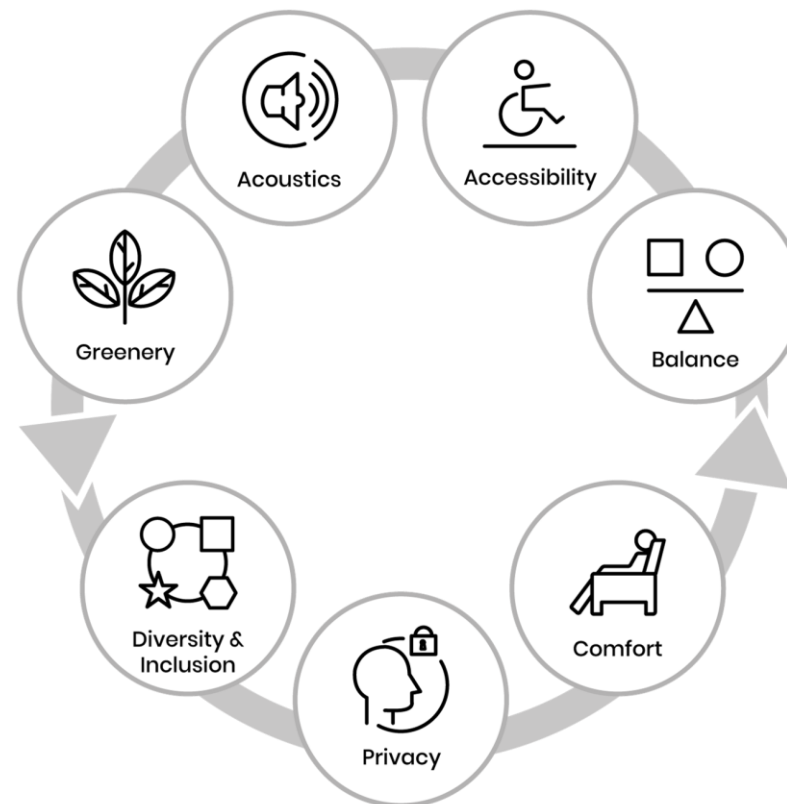 Acoustics
Accessibility
Greenery
Balance
Diversity &
Inclusion
Comfort
Privacy